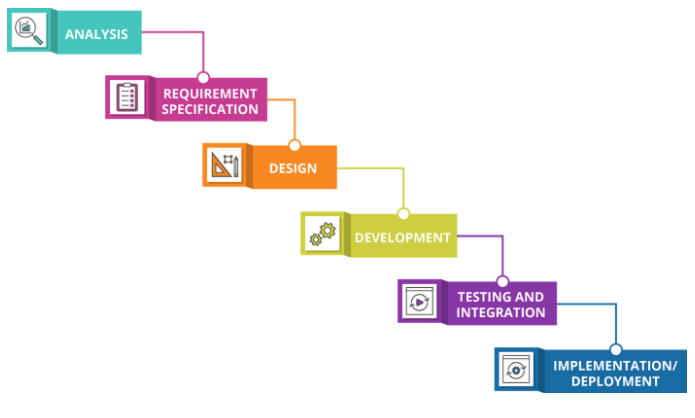 ANALYSIS
REQUIREMENT
SPECIFICATION
DESIGN
DEVELOPMENT
TESTING AND
INTEGRATION
IMPLEMENTATION/
DEPLOYMENT